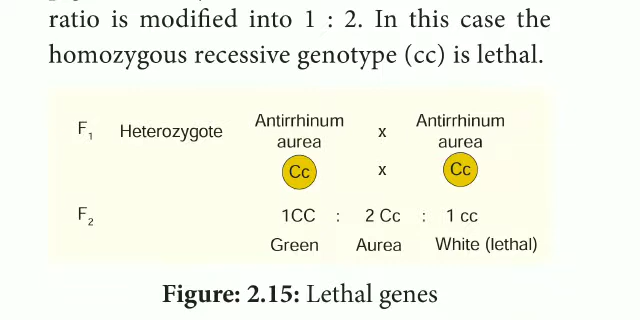 ratio is modified into 1 : 2. In this case the
homozygous recessive genotype (cc) is lethal.
F1 Heterozygote Antirrhinum aurea x Antirrhinum aurea
Cc x Cc
F2 1CC : 2 Cc : 1 cc
Green Aurea White (lethal)
Figure: 2.15: Lethal genes